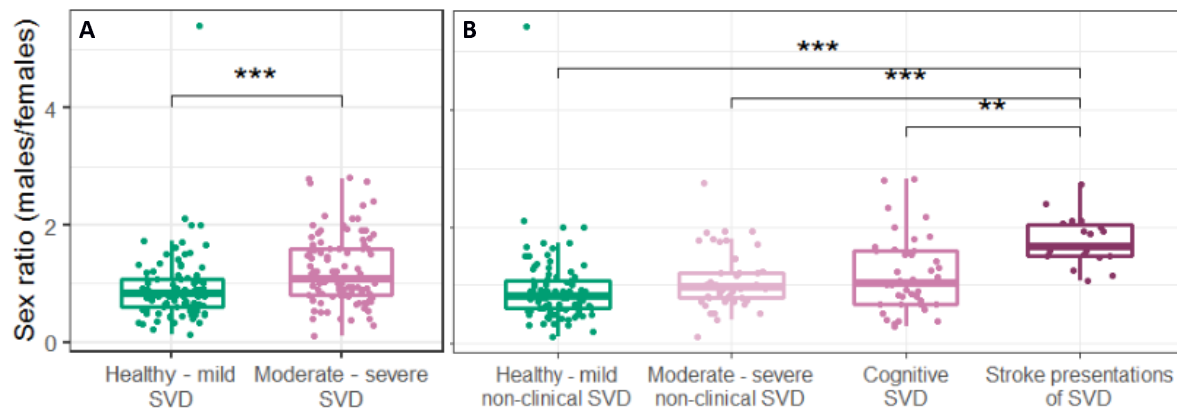 A
B
Sex ratio (males/females)
4
2
0
***
***
***
**
Healthy - mild
SVD
Moderate - severe
SVD
Healthy - mild
non-clinical SVD
Moderate - severe
non-clinical SVD
Cognitive
SVD
Stroke presentations
of SVD